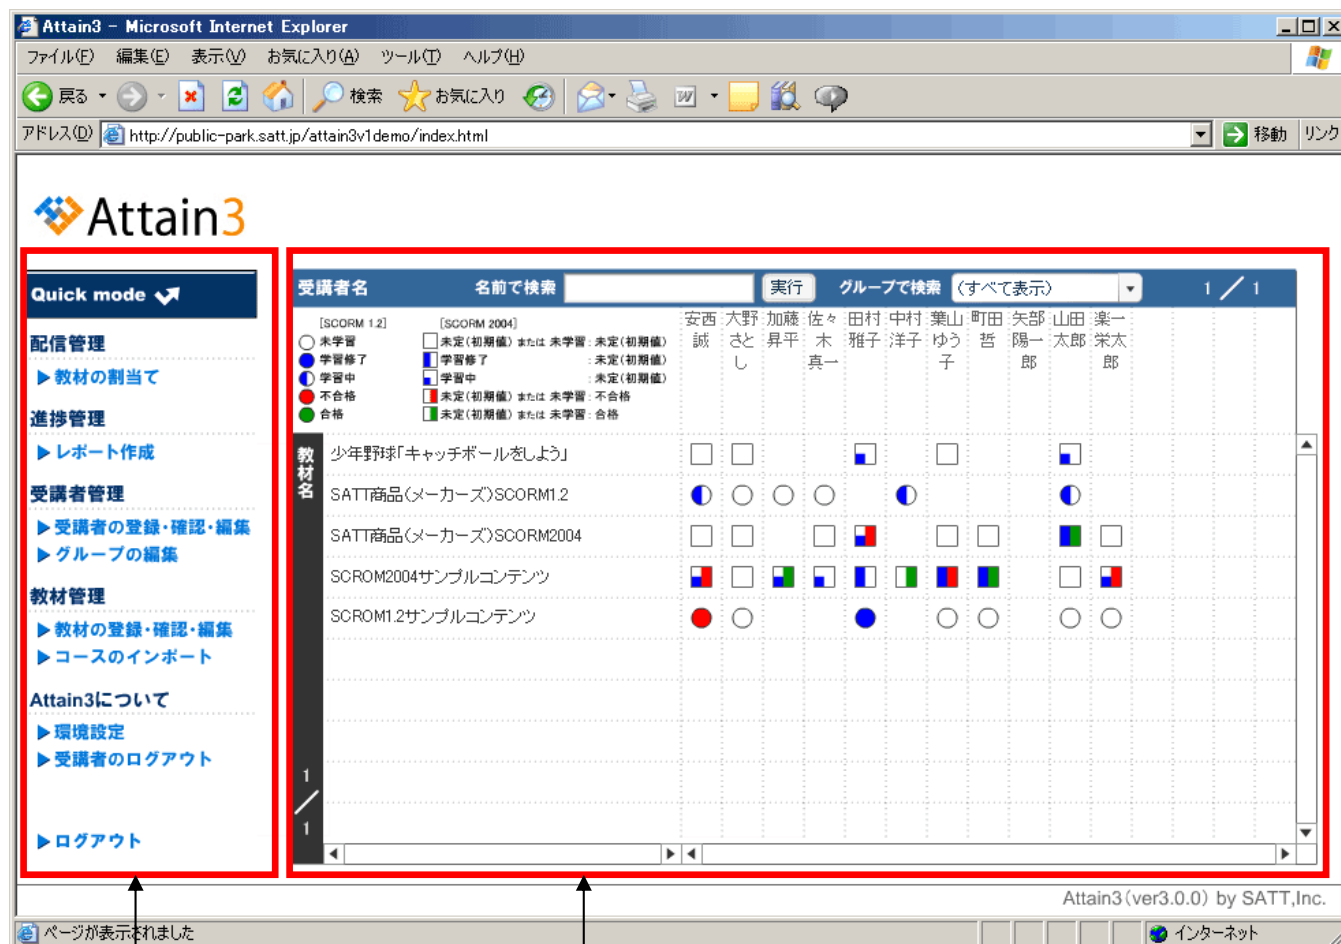 Attain3 - Microsoft Internet Explorer
ファイル(F) 編集(E) 表示(V) お気に入り(A) ツール(T) ヘルプ(H)
戻る 検索 お気に入り
アドレス(D) http://public-park.satt.jp/attain3v1demo/index.html 移動 リンク
Attain3
Quick mode
配信管理
▶教材の割当て
進捗管理
▶レポート作成
受講者管理
▶受講者の登録・確認・編集
▶グループの編集
教材管理
▶教材の登録・確認・編集
▶コースのインポート
Attain3について
▶環境設定
▶受講者のログアウト
▶ログアウト
受講者名 名前で検索 実行 グループで検索 (すべて表示) 1/1
[SCORM 1.2] [SCORM 2004]
未学習 未定(初期値) または 未学習 : 未定(初期値)
学習修了 学習修了 : 未定(初期値)
学習中 学習中 : 未定(初期値)
不合格 未定(初期値) または 未学習 : 不合格
合格 未定(初期値) または 未学習 : 合格
安西誠 大野さとし 加藤昇平 佐々木真一 田村雅子 中村洋子 葉山ゆう子 町田哲 矢部陽一郎 山田太郎 楽一栄太郎
教材名
少年野球「キャッチボールをしよう」
SATT商品(メーカーズ)SCORM1.2
SATT商品(メーカーズ)SCORM2004
SCROM2004サンプルコンテンツ
SCROM1.2サンプルコンテンツ
1/1
Attain3(ver3.0.0) by SATT,Inc.
ページが表示されました インターネット